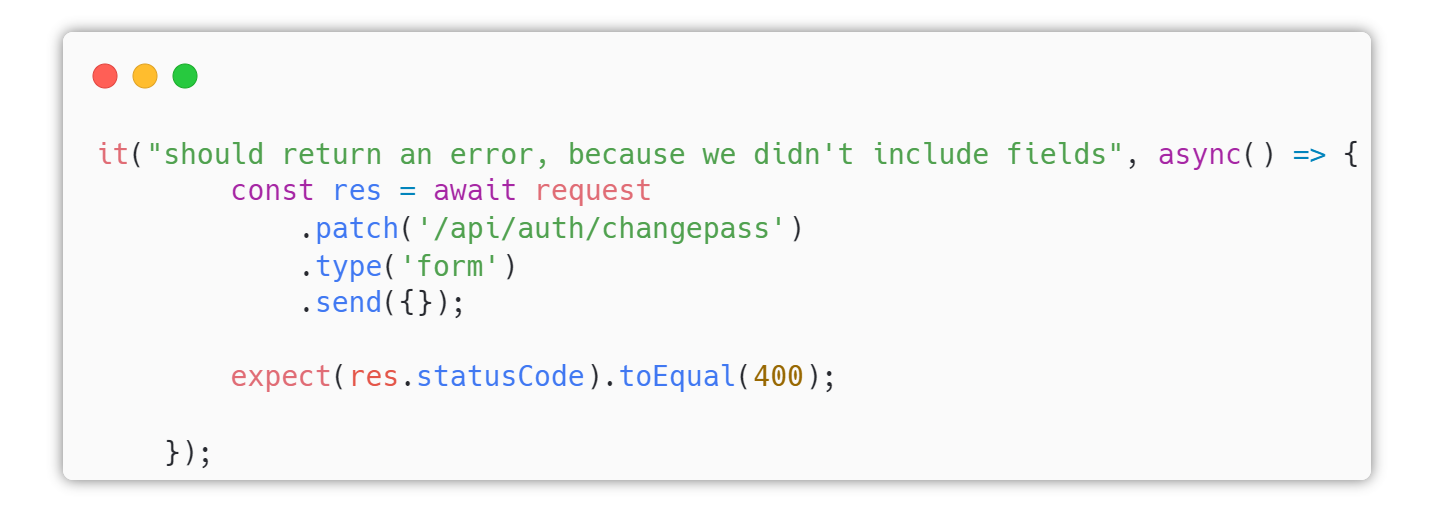 it("should return an error, because we didn't include fields", async() => {
const res = await request
.patch('/api/auth/changepass')
.type('form')
.send({});
expect(res.statusCode).toEqual(400);
});